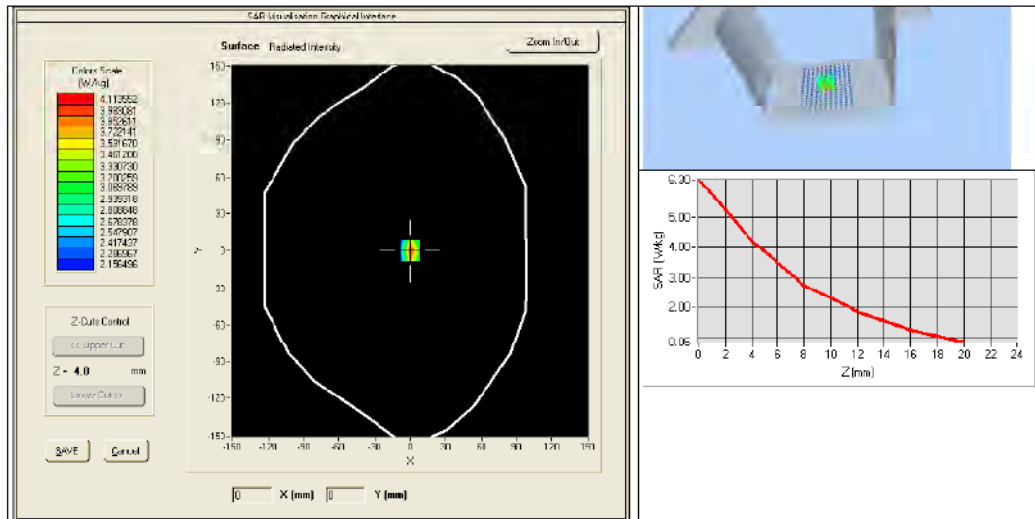 SAR Visualisation Graphical Interface
Surface Radiated Intensity
Zoom In/Out
Colors Scale
(W/kg)
4.113552
3.983081
3.852611
3.722141
3.591670
3.461200
3.330730
3.200259
3.069789
2.939318
2.808848
2.678378
2.547907
2.417437
2.286967
2.156496
Z-Cuts Control
<< Upper Cut
Z = 4.0 mm
Lower Cut >>
SAVE Cancel
150-
120-
90-
60-
30-
0-
-30-
-60-
-90-
-120-
-150-
Y
-150 -120 -90 -60 -30 0 30 60 90 120 150
X
0 X (mm) 0 Y (mm)
6.30-
5.00-
4.00-
3.00-
2.00-
SAR (W/kg)
0 2 4 6 8 10 12 14 16 18 20 22 24
Z (mm)